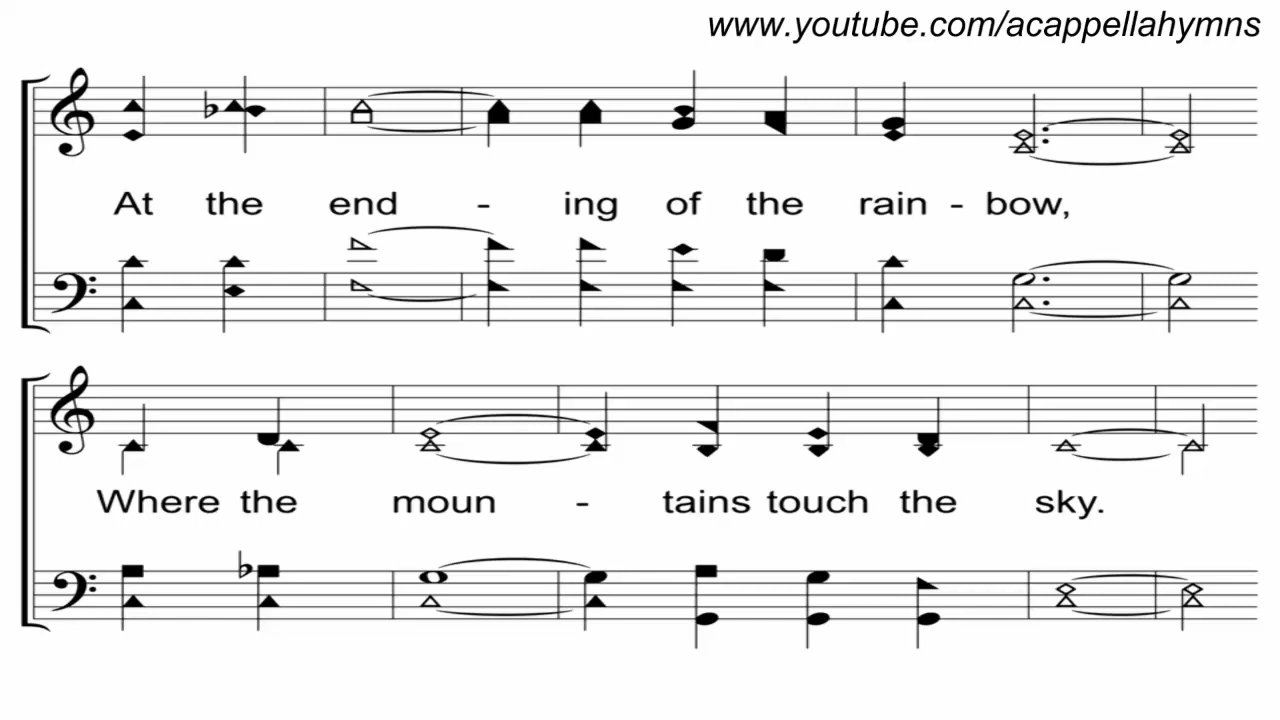 www.youtube.com/acappellahymns
At the end - ing of the rain - bow,
Where the moun - tains touch the sky.